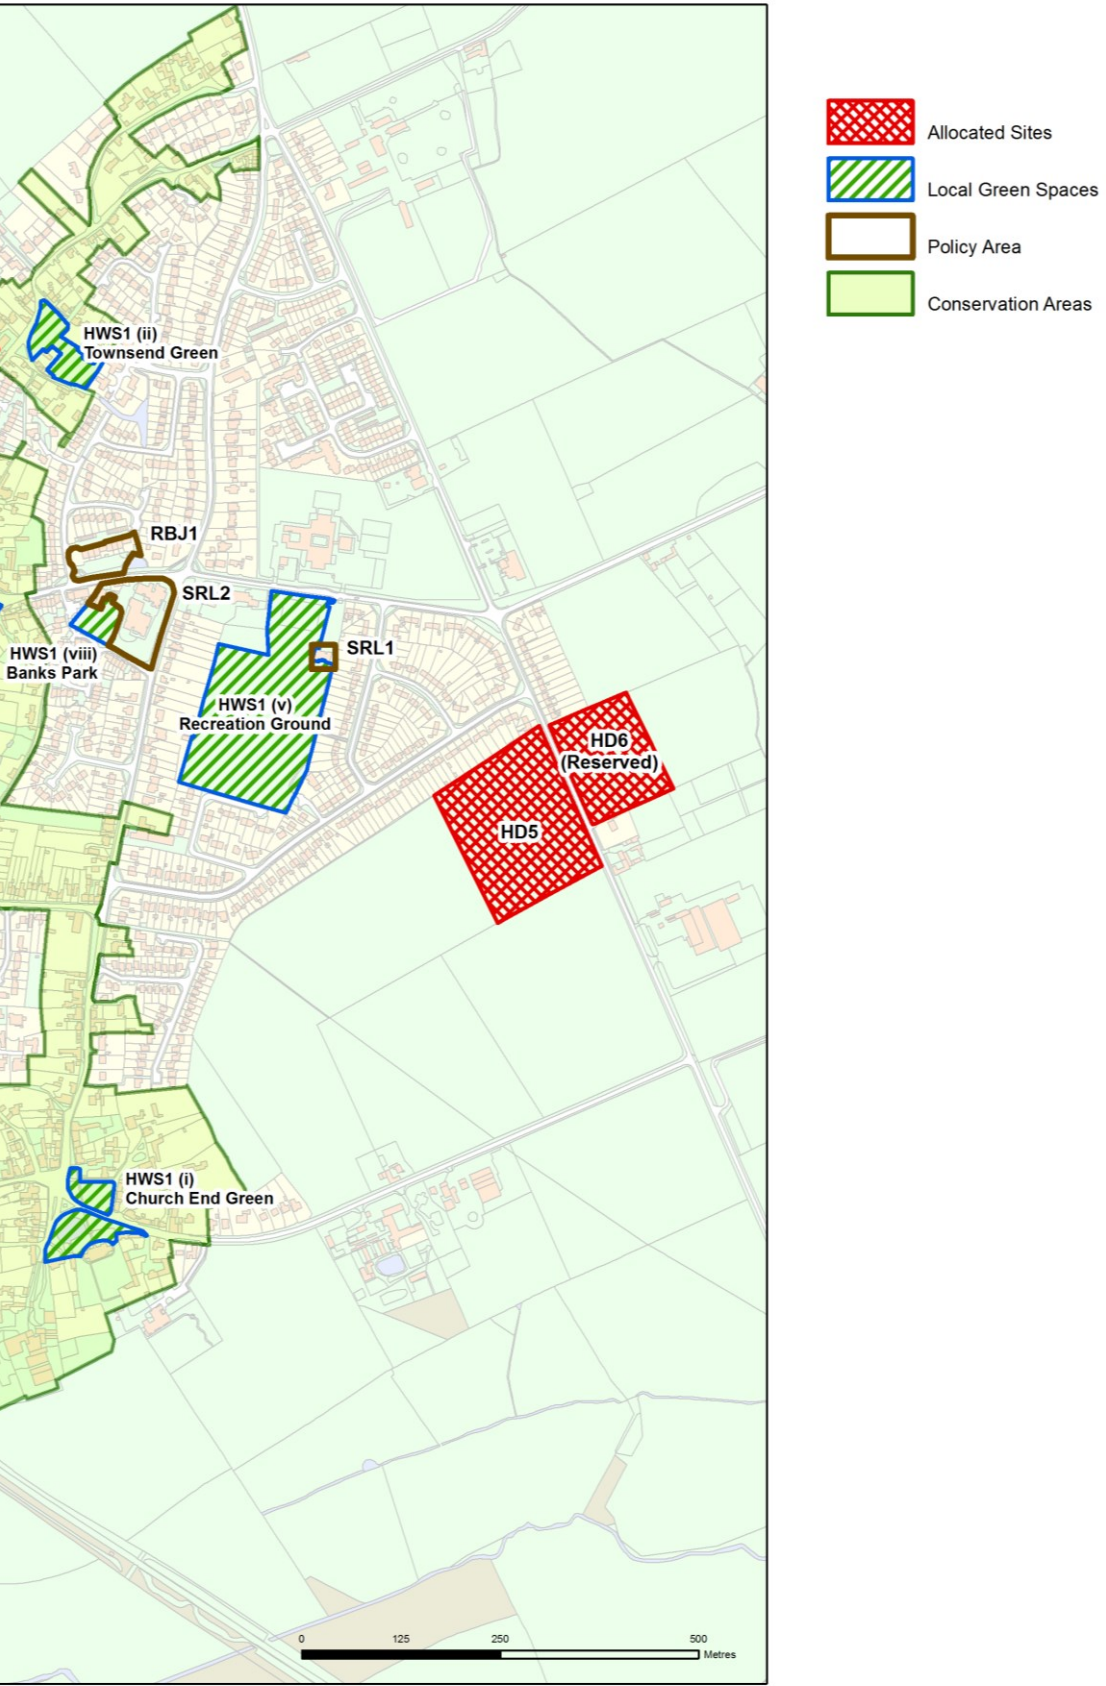 Allocated Sites
Local Green Spaces
Policy Area
Conservation Areas
HWS1 (ii)
Townsend Green
RBJ1
SRL2
SRL1
HWS1 (viii)
Banks Park
HWS1 (v)
Recreation Ground
HD6
(Reserved)
HD5
HWS1 (i)
Church End Green
0 125 250 500
Metres